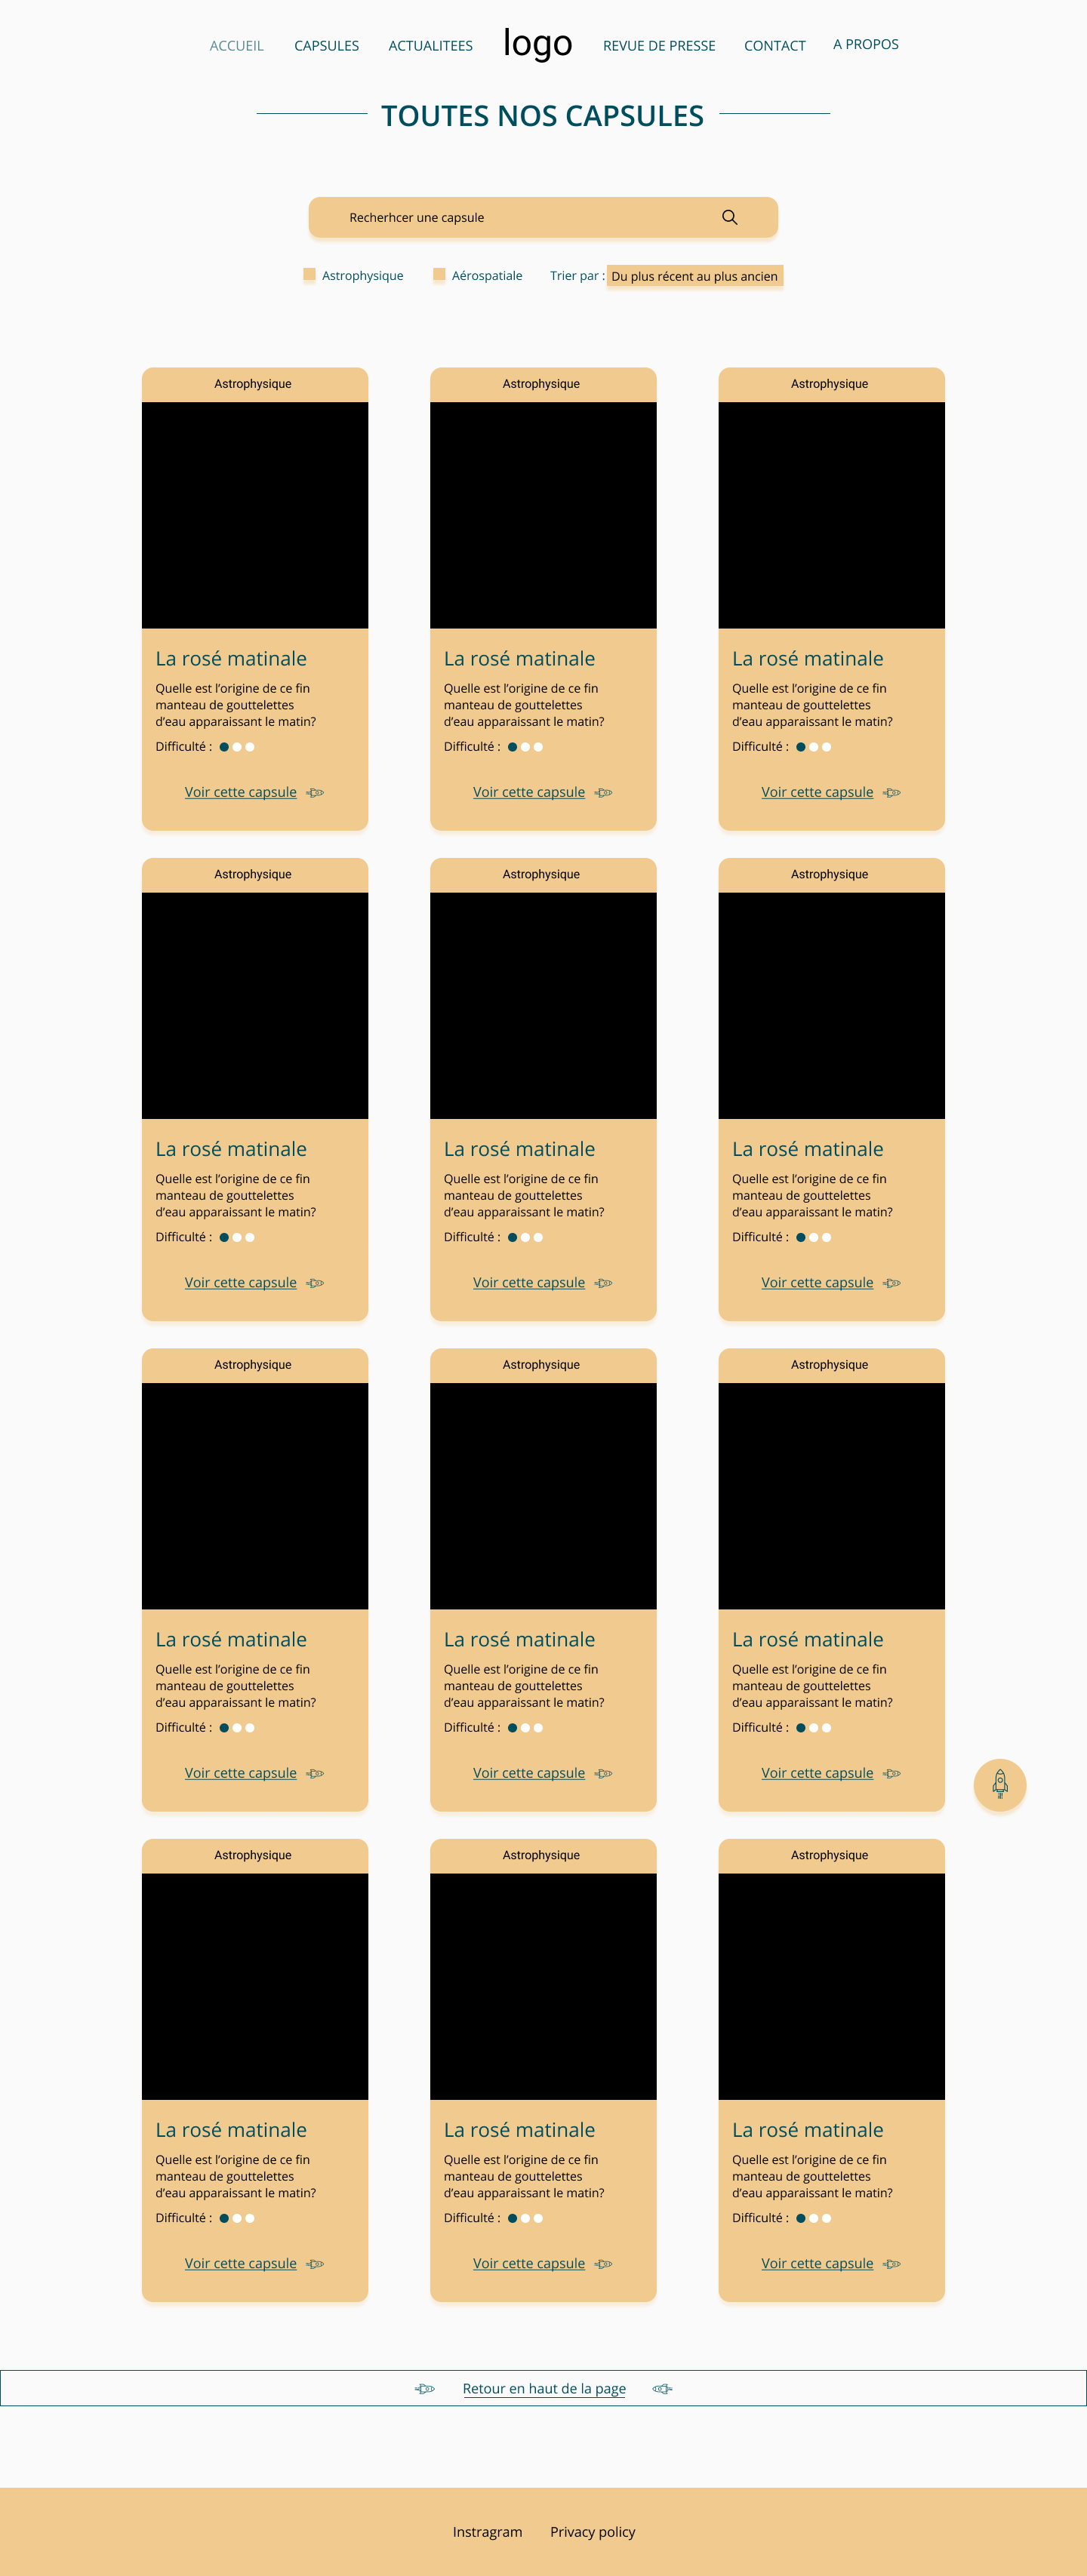 ACCUEIL CAPSULES ACTUALITEES logo REVUE DE PRESSE CONTACT A PROPOS
TOUTES NOS CAPSULES
Recherhcer une capsule
Astrophysique Aérospatiale Trier par : Du plus récent au plus ancien
Astrophysique Astrophysique Astrophysique
La rosé matinale La rosé matinale La rosé matinale
Quelle est l’origine de ce fin Quelle est l’origine de ce fin Quelle est l’origine de ce fin
manteau de gouttelettes manteau de gouttelettes manteau de gouttelettes
d’eau apparaissant le matin? d’eau apparaissant le matin? d’eau apparaissant le matin?
Difficulté : Difficulté : Difficulté :
Voir cette capsule Voir cette capsule Voir cette capsule
Astrophysique Astrophysique Astrophysique
La rosé matinale La rosé matinale La rosé matinale
Quelle est l’origine de ce fin Quelle est l’origine de ce fin Quelle est l’origine de ce fin
manteau de gouttelettes manteau de gouttelettes manteau de gouttelettes
d’eau apparaissant le matin? d’eau apparaissant le matin? d’eau apparaissant le matin?
Difficulté : Difficulté : Difficulté :
Voir cette capsule Voir cette capsule Voir cette capsule
Astrophysique Astrophysique Astrophysique
La rosé matinale La rosé matinale La rosé matinale
Quelle est l’origine de ce fin Quelle est l’origine de ce fin Quelle est l’origine de ce fin
manteau de gouttelettes manteau de gouttelettes manteau de gouttelettes
d’eau apparaissant le matin? d’eau apparaissant le matin? d’eau apparaissant le matin?
Difficulté : Difficulté : Difficulté :
Voir cette capsule Voir cette capsule Voir cette capsule
Astrophysique Astrophysique Astrophysique
La rosé matinale La rosé matinale La rosé matinale
Quelle est l’origine de ce fin Quelle est l’origine de ce fin Quelle est l’origine de ce fin
manteau de gouttelettes manteau de gouttelettes manteau de gouttelettes
d’eau apparaissant le matin? d’eau apparaissant le matin? d’eau apparaissant le matin?
Difficulté : Difficulté : Difficulté :
Voir cette capsule Voir cette capsule Voir cette capsule
Retour en haut de la page
Instragram Privacy policy